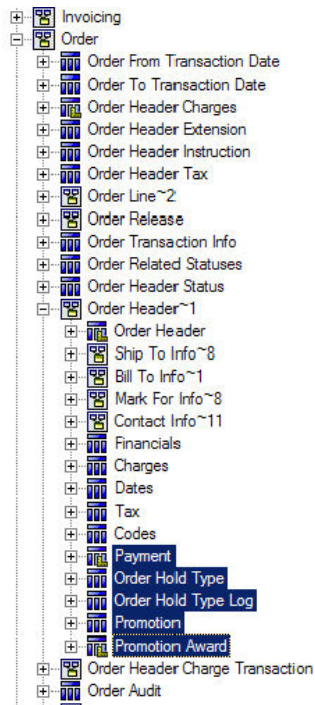 Invoicing
Order
Order From Transaction Date
Order To Transaction Date
Order Header Charges
Order Header Extension
Order Header Instruction
Order Header Tax
Order Line~2
Order Release
Order Transaction Info
Order Related Statuses
Order Header Status
Order Header~1
Order Header
Ship To Info~8
Bill To Info~1
Mark For Info~8
Contact Info~11
Financials
Charges
Dates
Tax
Codes
Payment
Order Hold Type
Order Hold Type Log
Promotion
Promotion Award
Order Header Charge Transaction
Order Audit